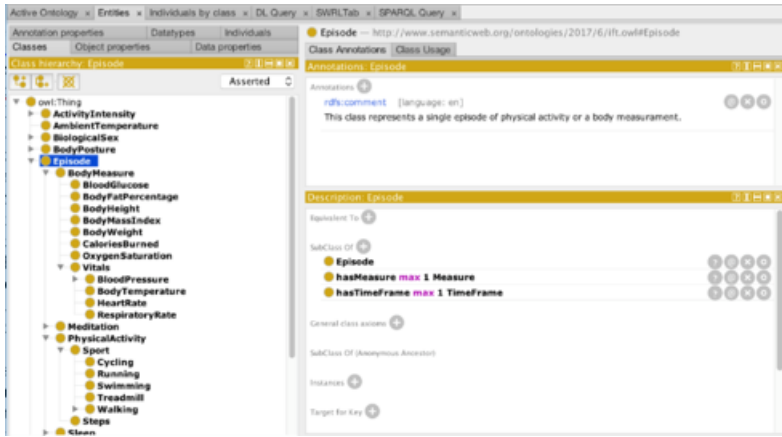 Active Ontology × Entities × Individuals by class × DL Query × SWRLTab × SPARQL Query ×
Annotation properties Datatypes Individuals
Classes Object properties Data properties
Class hierarchy: Episode
Asserted
owl:Thing
ActivityIntensity
AmbientTemperature
BiologicalSex
BodyPosture
Episode
BodyMeasure
BloodGlucose
BodyFatPercentage
BodyHeight
BodyMassIndex
BodyWeight
CaloriesBurned
OxygenSaturation
Vitals
BloodPressure
BodyTemperature
HeartRate
RespiratoryRate
Meditation
PhysicalActivity
Sport
Cycling
Running
Swimming
Treadmill
Walking
Steps
Sleep
Episode — http://www.semanticweb.org/ontologies/2017/6/ift.owl#Episode
Class Annotations Class Usage
Annotations: Episode
Annotations
rdfs:comment [language: en]
This class represents a single episode of physical activity or a body measurament.
Description: Episode
Equivalent To
SubClass Of
Episode
hasMeasure max 1 Measure
hasTimeFrame max 1 TimeFrame
General class axioms
SubClass Of (Anonymous Ancestor)
Instances
Target for Key